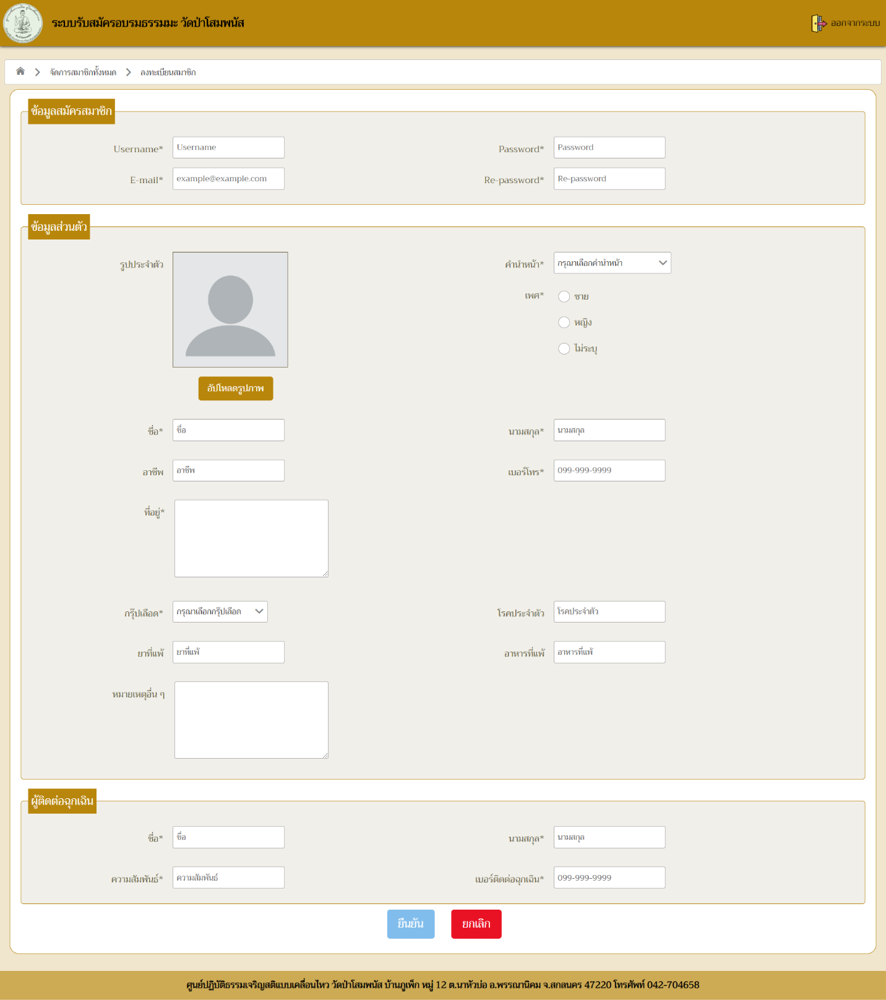 ระบบรับสมัครอบรมธรรมมะ วัดป่าโสมพนัส
ออกจากระบบ
จัดการสมาชิกทั้งหมด
ลงทะเบียนสมาชิก
ข้อมูลสมัครสมาชิก
Username* Username
Password* Password
E-mail* example@example.com
Re-password* Re-password
ข้อมูลส่วนตัว
รูปประจำตัว
คำนำหน้า* กรุณาเลือกคำนำหน้า
เพศ* ชาย
หญิง
ไม่ระบุ
อัปโหลดรูปภาพ
ชื่อ* ชื่อ
นามสกุล* นามสกุล
อาชีพ อาชีพ
เบอร์โทร* 099-999-9999
ที่อยู่*
กรุ๊ปเลือด* กรุณาเลือกกรุ๊ปเลือด
โรคประจำตัว โรคประจำตัว
ยาที่แพ้ ยาที่แพ้
อาหารที่แพ้ อาหารที่แพ้
หมายเหตุอื่น ๆ
ผู้ติดต่อฉุกเฉิน
ชื่อ* ชื่อ
นามสกุล* นามสกุล
ความสัมพันธ์* ความสัมพันธ์
เบอร์ติดต่อฉุกเฉิน* 099-999-9999
ยืนยัน
ยกเลิก
ศูนย์ปฏิบัติธรรมเจริญสติแบบเคลื่อนไหว วัดป่าโสมพนัส บ้านภูเพ็ก หมู่ 12 ต.นาหัวบ่อ อ.พรรณานิคม จ.สกลนคร 47220 โทรศัพท์ 042-704658